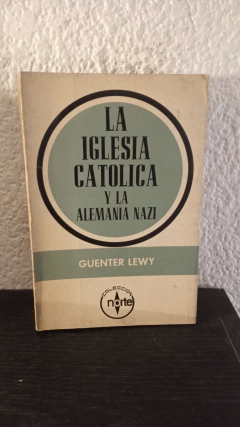 LA
IGLESIA
CATOLICA
Y LA
ALEMANIA NAZI
GUENTER LEWY
COLECCION
norte